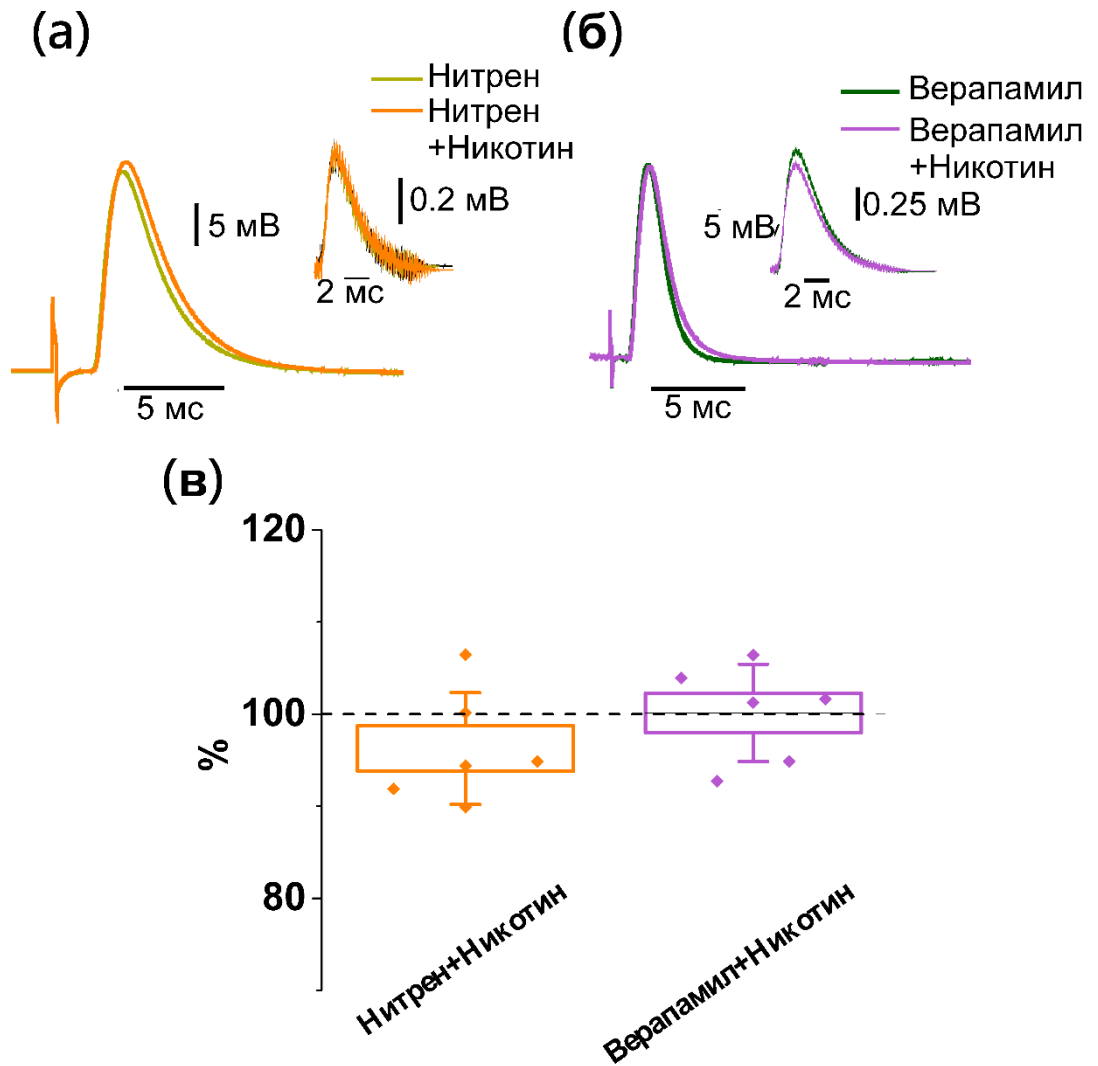 (а)
Нитрен
Нитрен
+Никотин
5 мВ
0.2 мВ
2 мс
5 мс
(б)
Верапамил
Верапамил
+Никотин
5 мВ
0.25 мВ
2 мс
5 мс
(в)
120
100
80
%
Нитрен+Никотин
Верапамил+Никотин